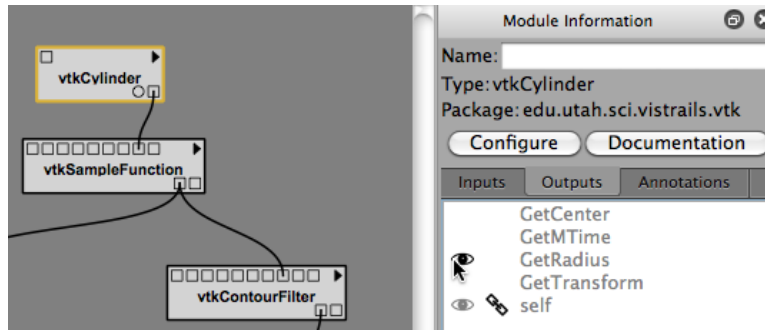 vtkCylinder
vtkSampleFunction
vtkContourFilter
Module Information
Name:
Type: vtkCylinder
Package: edu.utah.sci.vistrails.vtk
Configure Documentation
Inputs Outputs Annotations
GetCenter
GetMTime
GetRadius
GetTransform
self